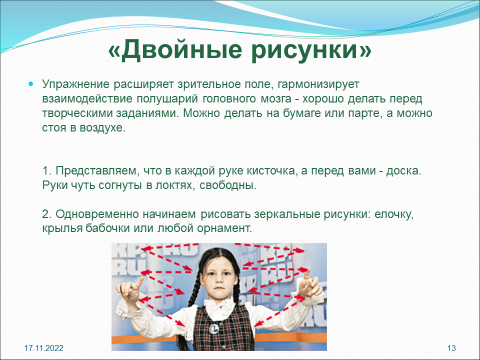 «Двойные рисунки»
Упражнение расширяет зрительное поле, гармонизирует
взаимодействие полушарий головного мозга - хорошо делать перед
творческими заданиями. Можно делать на бумаге или парте, а можно
стоя в воздухе.
1. Представляем, что в каждой руке кисточка, а перед вами - доска.
Руки чуть согнуты в локтях, свободны.
2. Одновременно начинаем рисовать зеркальные рисунки: елочку,
крылья бабочки или любой орнамент.
17.11.2022
13